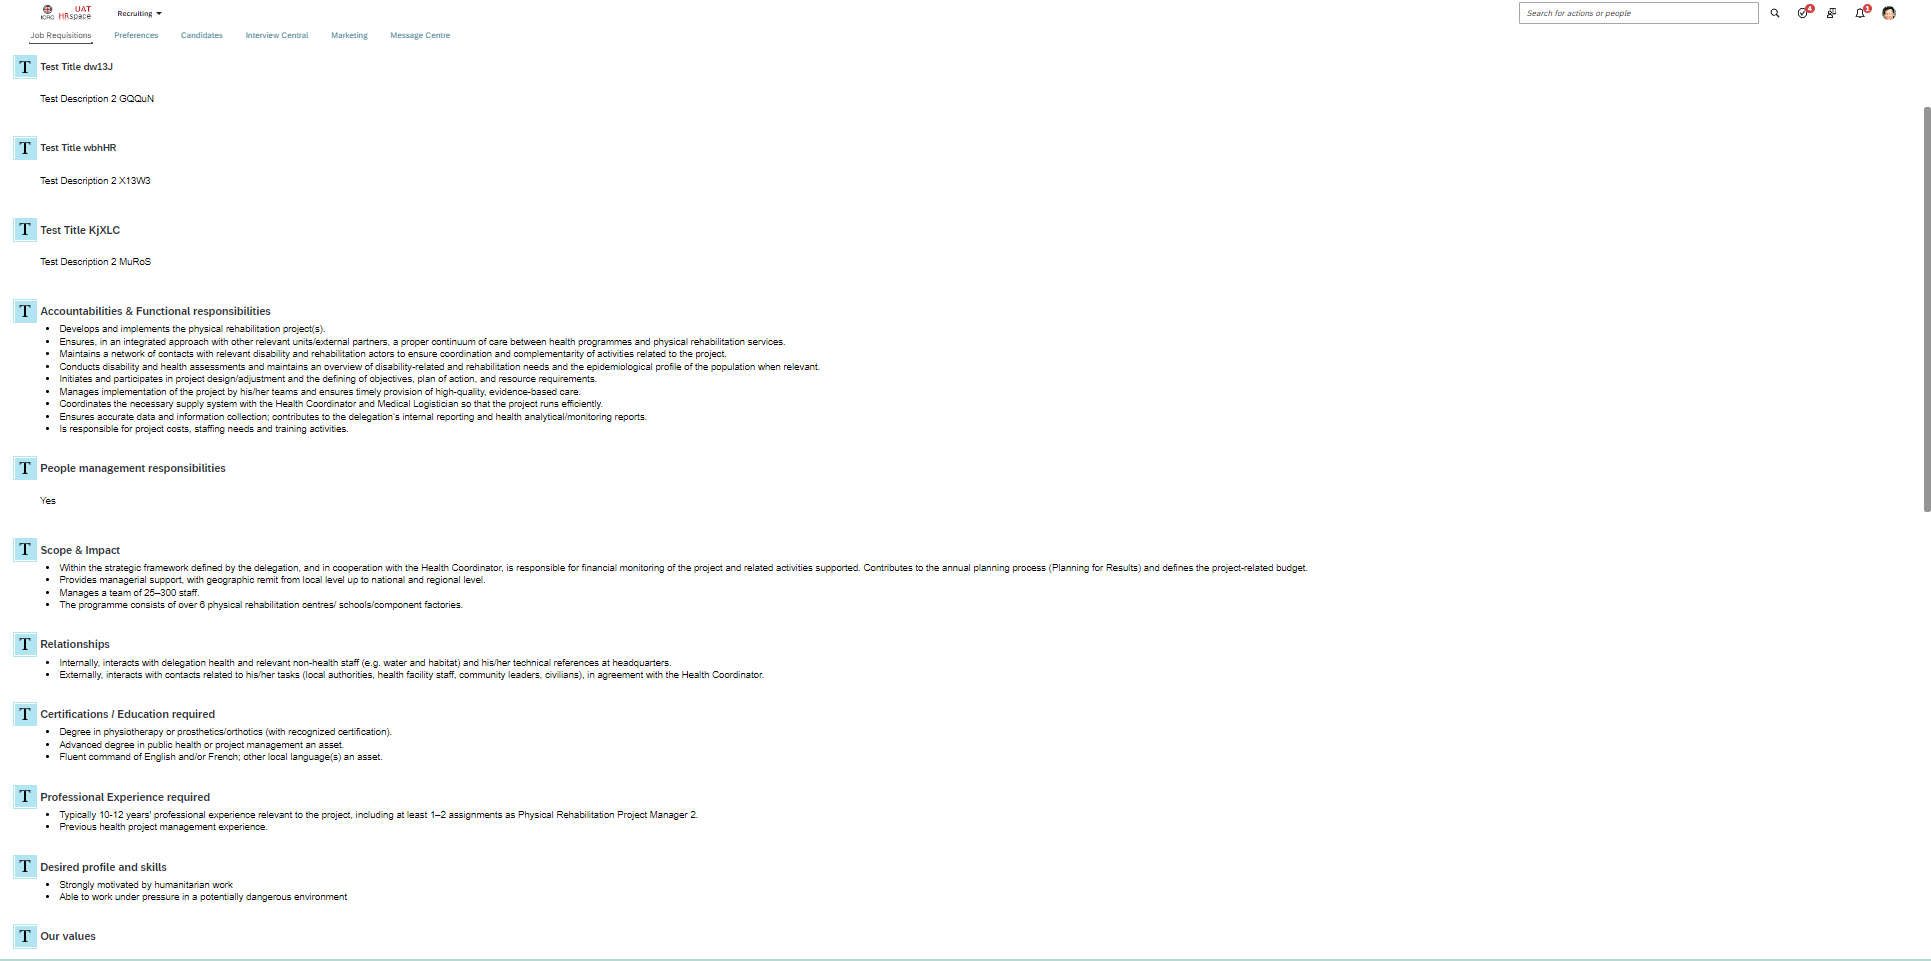 UAT
ICRC HRspace
Recruiting
Search for actions or people
4
1
Job Requisitions
Preferences
Candidates
Interview Central
Marketing
Message Centre
T Test Title dw13J
Test Description 2 GQQuN
T Test Title wbhHR
Test Description 2 X13W3
T Test Title KjXLC
Test Description 2 MuRoS
T Accountabilities & Functional responsibilities
• Develops and implements the physical rehabilitation project(s).
• Ensures, in an integrated approach with other relevant units/external partners, a proper continuum of care between health programmes and physical rehabilitation services.
• Maintains a network of contacts with relevant disability and rehabilitation actors to ensure coordination and complementarity of activities related to the project.
• Conducts disability and health assessments and maintains an overview of disability-related and rehabilitation needs and the epidemiological profile of the population when relevant.
• Initiates and participates in project design/adjustment and the defining of objectives, plan of action, and resource requirements.
• Manages implementation of the project by his/her teams and ensures timely provision of high-quality, evidence-based care.
• Coordinates the necessary supply system with the Health Coordinator and Medical Logistician so that the project runs efficiently.
• Ensures accurate data and information collection; contributes to the delegation's internal reporting and health analytical/monitoring reports.
• Is responsible for project costs, staffing needs and training activities.
T People management responsibilities
Yes
T Scope & Impact
• Within the strategic framework defined by the delegation, and in cooperation with the Health Coordinator, is responsible for financial monitoring of the project and related activities supported. Contributes to the annual planning process (Planning for Results) and defines the project-related budget.
• Provides managerial support, with geographic remit from local level up to national and regional level.
• Manages a team of 25–300 staff.
• The programme consists of over 6 physical rehabilitation centres/ schools/component factories.
T Relationships
• Internally, interacts with delegation health and relevant non-health staff (e.g. water and habitat) and his/her technical references at headquarters.
• Externally, interacts with contacts related to his/her tasks (local authorities, health facility staff, community leaders, civilians), in agreement with the Health Coordinator.
T Certifications / Education required
• Degree in physiotherapy or prosthetics/orthotics (with recognized certification).
• Advanced degree in public health or project management an asset.
• Fluent command of English and/or French; other local language(s) an asset.
T Professional Experience required
• Typically 10-12 years' professional experience relevant to the project, including at least 1–2 assignments as Physical Rehabilitation Project Manager 2.
• Previous health project management experience.
T Desired profile and skills
• Strongly motivated by humanitarian work
• Able to work under pressure in a potentially dangerous environment
T Our values